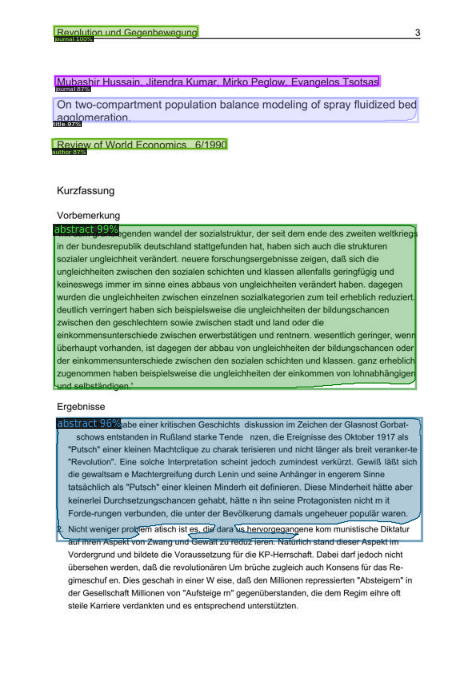 Revolution und Gegenbewegung 3
journal 100%
Mubashir Hussain, Jitendra Kumar, Mirko Peglow, Evangelos Tsotsas
journal 87%
On two-compartment population balance modeling of spray fluidized bed
agglomeration.
title 97%
Review of World Economics 6/1990
author 82%
Kurzfassung
Vorbemerkung
abstract 99% egenden wandel der sozialstruktur, der seit dem ende des zweiten weltkriegs
in der bundesrepublik deutschland stattgefunden hat, haben sich auch die strukturen
sozialer ungleichheit verändert. neuere forschungsergebnisse zeigen, daß sich die
ungleichheiten zwischen den sozialen schichten und klassen allenfalls geringfügig und
keineswegs immer im sinne eines abbaus von ungleichheiten verändert haben. dagegen
wurden die ungleichheiten zwischen einzelnen sozialkategorien zum teil erheblich reduziert.
deutlich verringert haben sich beispielsweise die ungleichheiten der bildungschancen
zwischen den geschlechtern sowie zwischen stadt und land oder die
einkommensunterschiede zwischen erwerbstätigen und rentnern. wesentlich geringer, wenn
überhaupt vorhanden, ist dagegen der abbau von ungleichheiten der bildungschancen oder
der einkommensunterschiede zwischen den sozialen schichten und klassen. ganz erheblich
zugenommen haben beispielsweise die ungleichheiten der einkommen von lohnabhängigen
und selbständigen.'
Ergebnisse
abstract 96% abe einer kritischen Geschichts diskussion im Zeichen der Glasnost Gorbat-
schows entstanden in Rußland starke Tende nzen, die Ereignisse des Oktober 1917 als
"Putsch" einer kleinen Machtclique zu charak terisieren und nicht länger als breit veranker-te
"Revolution". Eine solche Interpretation scheint jedoch zumindest verkürzt. Gewiß läßt sich
die gewaltsam e Machtergreifung durch Lenin und seine Anhänger in engerem Sinne
tatsächlich als "Putsch" einer kleinen Minderh eit definieren. Diese Minderheit hätte aber
keinerlei Durchsetzungschancen gehabt, hätte n ihn seine Protagonisten nicht m it
Forde-rungen verbunden, die unter der Bevölkerung damals ungeheuer populär waren.
2. Nicht weniger problem atisch ist es, die dara us hervorgegangene kom munistische Diktatur
auf ihren Aspekt von Zwang und Gewalt zu reduz ieren. Natürlich stand dieser Aspekt im
Vordergrund und bildete die Voraussetzung für die KP-Herrschaft. Dabei darf jedoch nicht
übersehen werden, daß die revolutionären Um brüche zugleich auch Konsens für das Re-
gimeschuf en. Dies geschah in einer W eise, daß den Millionen repressierten "Absteigern" in
der Gesellschaft Millionen von "Aufsteige rn" gegenüberstanden, die dem Regim eihre oft
steile Karriere verdankten und es entsprechend unterstützten.